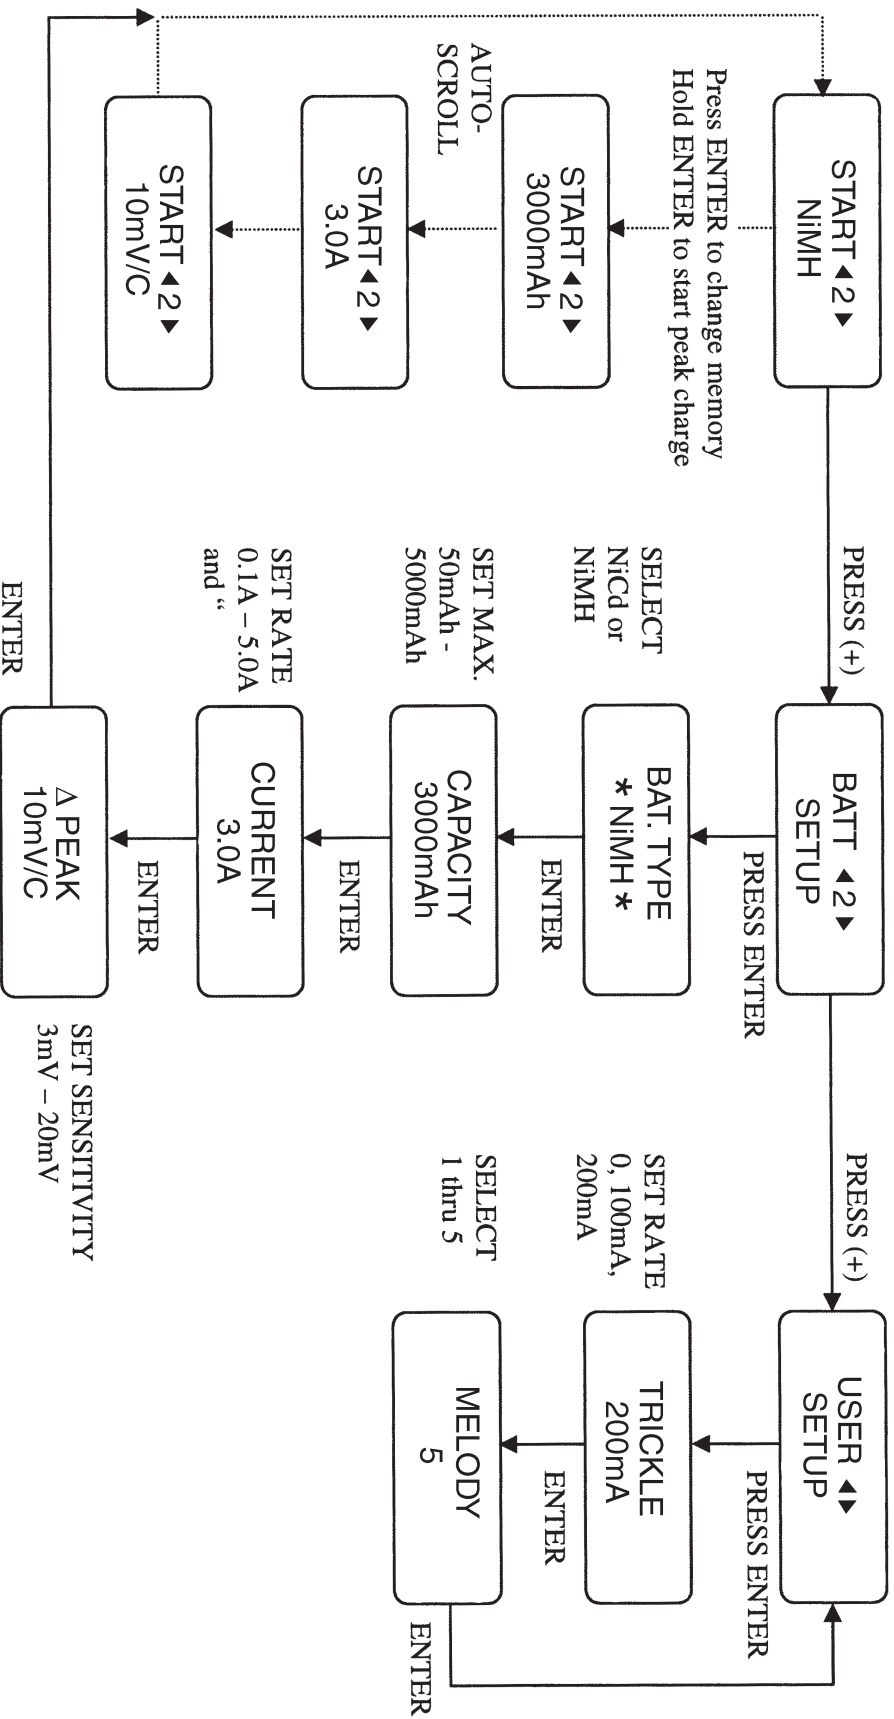 START ◂ 2 ▸
NiMH
Press ENTER to change memory
Hold ENTER to start peak charge
START ◂ 2 ▸
3000mAh
AUTO-
SCROLL
START ◂ 2 ▸
3.0A
START ◂ 2 ▸
10mV/C
PRESS (+)
BATT ◂ 2 ▸
SETUP
PRESS ENTER
SELECT
NiCd or
NiMH
BAT. TYPE
* NiMH *
ENTER
SET MAX.
50mAh -
5000mAh
CAPACITY
3000mAh
ENTER
SET RATE
0.1A – 5.0A
and “
CURRENT
3.0A
ENTER
Δ PEAK
10mV/C
SET SENSITIVITY
3mV – 20mV
ENTER
PRESS (+)
USER ◂▸
SETUP
PRESS ENTER
SET RATE
0, 100mA,
200mA
TRICKLE
200mA
ENTER
SELECT
1 thru 5
MELODY
5
ENTER